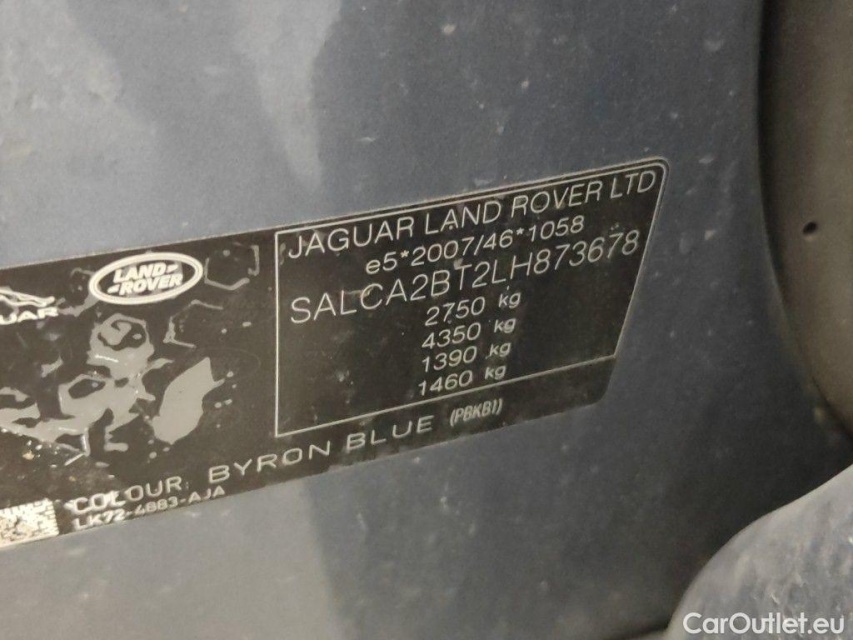 JAGUAR LAND ROVER LTD
e5*2007/46*1058
SALCA2BT2LH873678
2750 kg
4350 kg
1390 kg
1460 kg
LAND-
-ROVER
UAR
COLOUR: BYRON BLUE (PBKB1)
LK72-4883-AJA
CarOutlet.eu